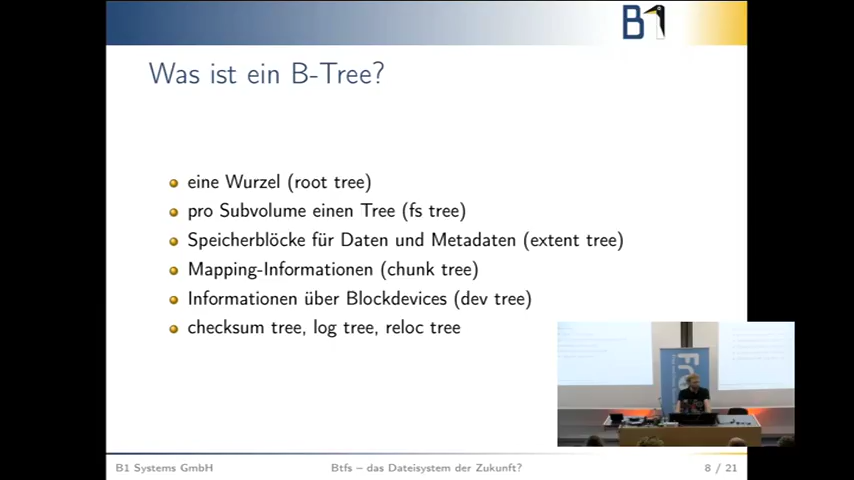 B1
Was ist ein B-Tree?
eine Wurzel (root tree)
pro Subvolume einen Tree (fs tree)
Speicherblöcke für Daten und Metadaten (extent tree)
Mapping-Informationen (chunk tree)
Informationen über Blockdevices (dev tree)
checksum tree, log tree, reloc tree
B1 Systems GmbH
Btfs – das Dateisystem der Zukunft?
8 / 21